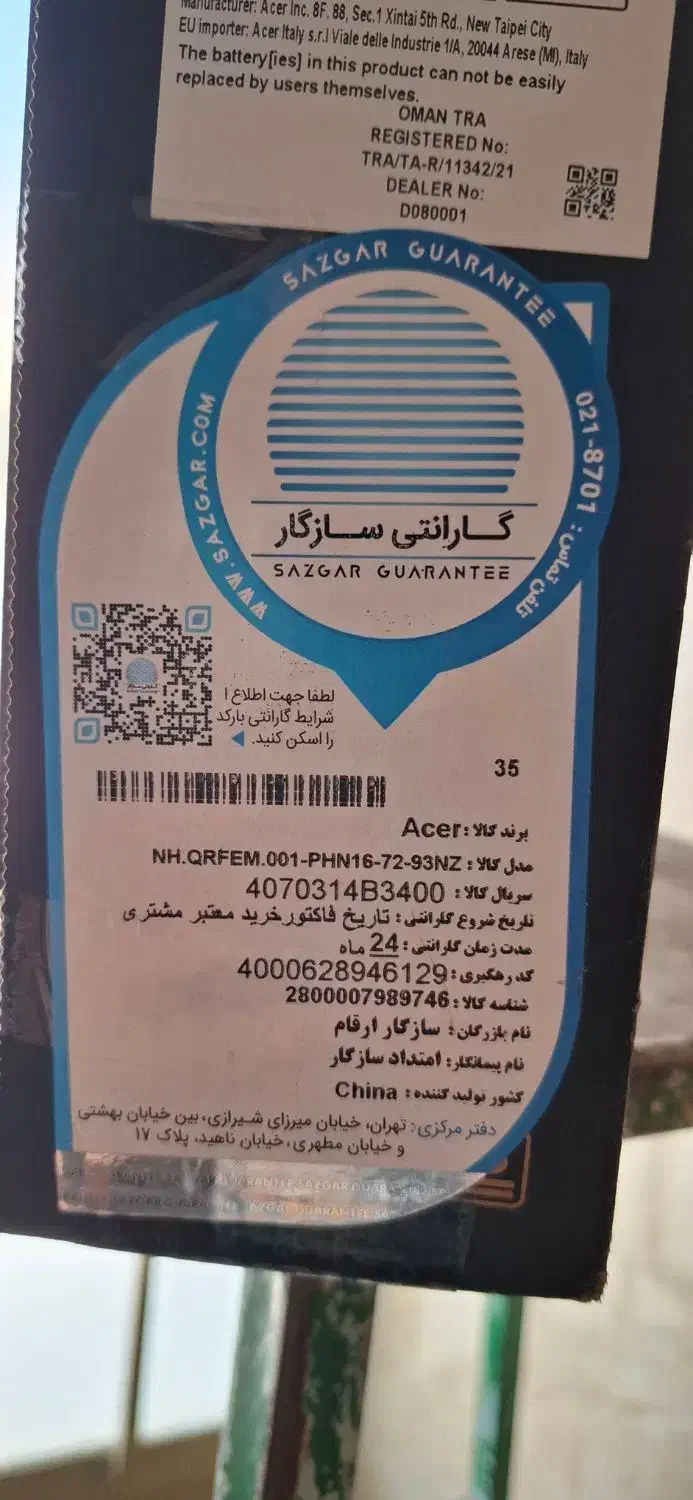 Manufacturer: Acer Inc. 8F, 88, Sec.1 Xintai 5th Rd., New Taipei City
EU importer: Acer Italy s.r.l Viale delle Industrie 1/A, 20044 Arese (MI), Italy
The battery[ies] in this product can not be easily
replaced by users themselves.
OMAN TRA
REGISTERED No:
TRA/TA-R/11342/21
DEALER No:
D080001
SAZGAR GUARANTEE
WWW.SAZGAR.COM
تلفن تماس: 021-8701
گارانتی سازگار
SAZGAR GUARANTEE
لطفا جهت اطلاع ا
شرایط گارانتی بارکد
را اسکن کنید.
35
برند کالا: Acer
مدل کالا: NH.QRFEM.001-PHN16-72-93NZ
سریال کالا: 4070314B3400
تاریخ شروع گارانتی: تاریخ فاکتور خرید معتبر مشتری
مدت زمان گارانتی: 24 ماه
کد رهگیری: 4000628946129
شناسه کالا: 2800007989746
نام بازرگان: سازگار ارقام
نام پیمانکار: امتداد سازگار
کشور تولید کننده: China
دفتر مرکزی: تهران، خیابان میرزای شیرازی، بین خیابان بهشتی
و خیابان مطهری، خیابان ناهید، پلاک ۱۷
GUARANTEE SAZGAR GUARANTEE
SAZGAR GUARANTEE SAZGAR GUARANTEE